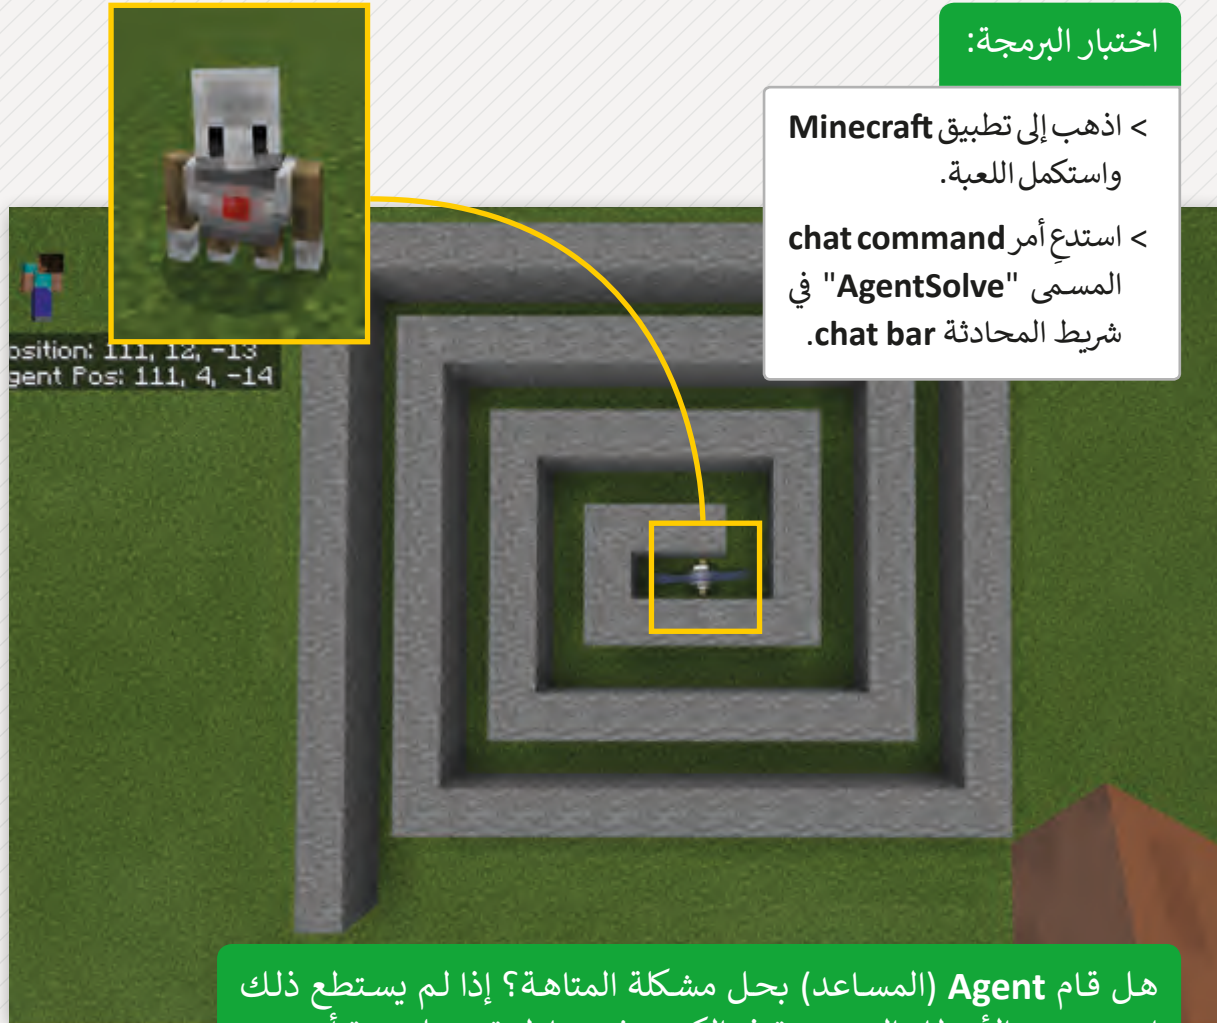 اختبار البرمجة:
> اذهب إلى تطبيق Minecraft
واستكمل اللعبة.
> استدعِ أمر chat command
المسمى "AgentSolve" في
شريط المحادثة chat bar.
osition: 111, 12, -13
gent Pos: 111, 4, -14
هل قام Agent (المساعد) بحل مشكلة المتاهة؟ إذا لم يستطع ذلك